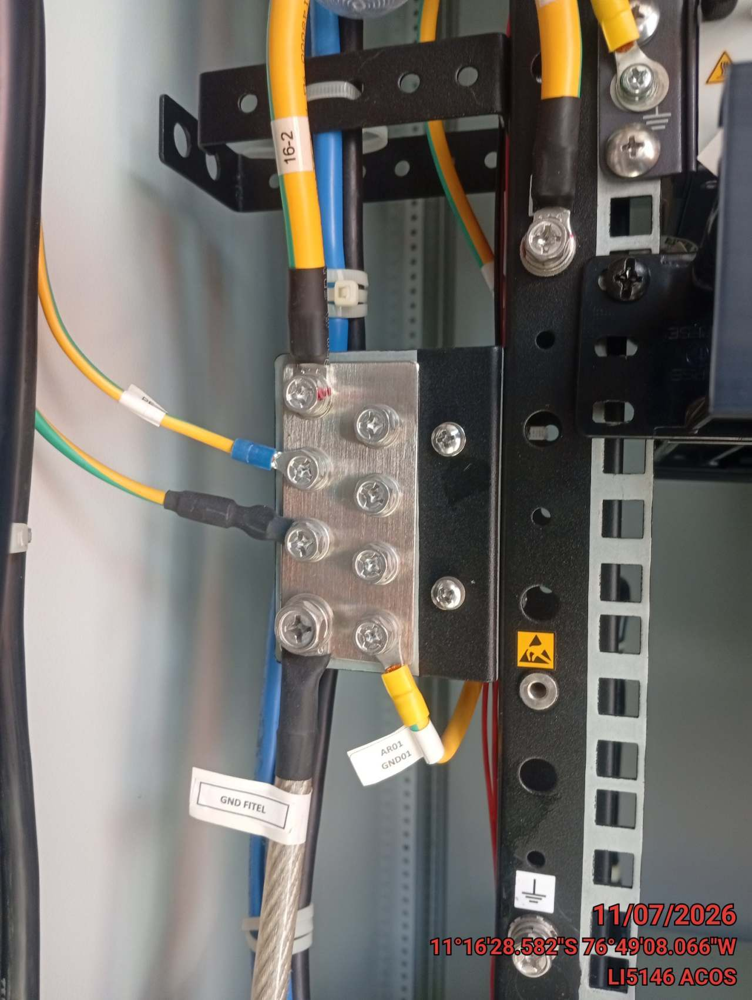 16-2
AR01
GND01
GND FITEL
11/07/2026
11°16'28.582"S 76°49'08.066"W
LI5146 ACOS